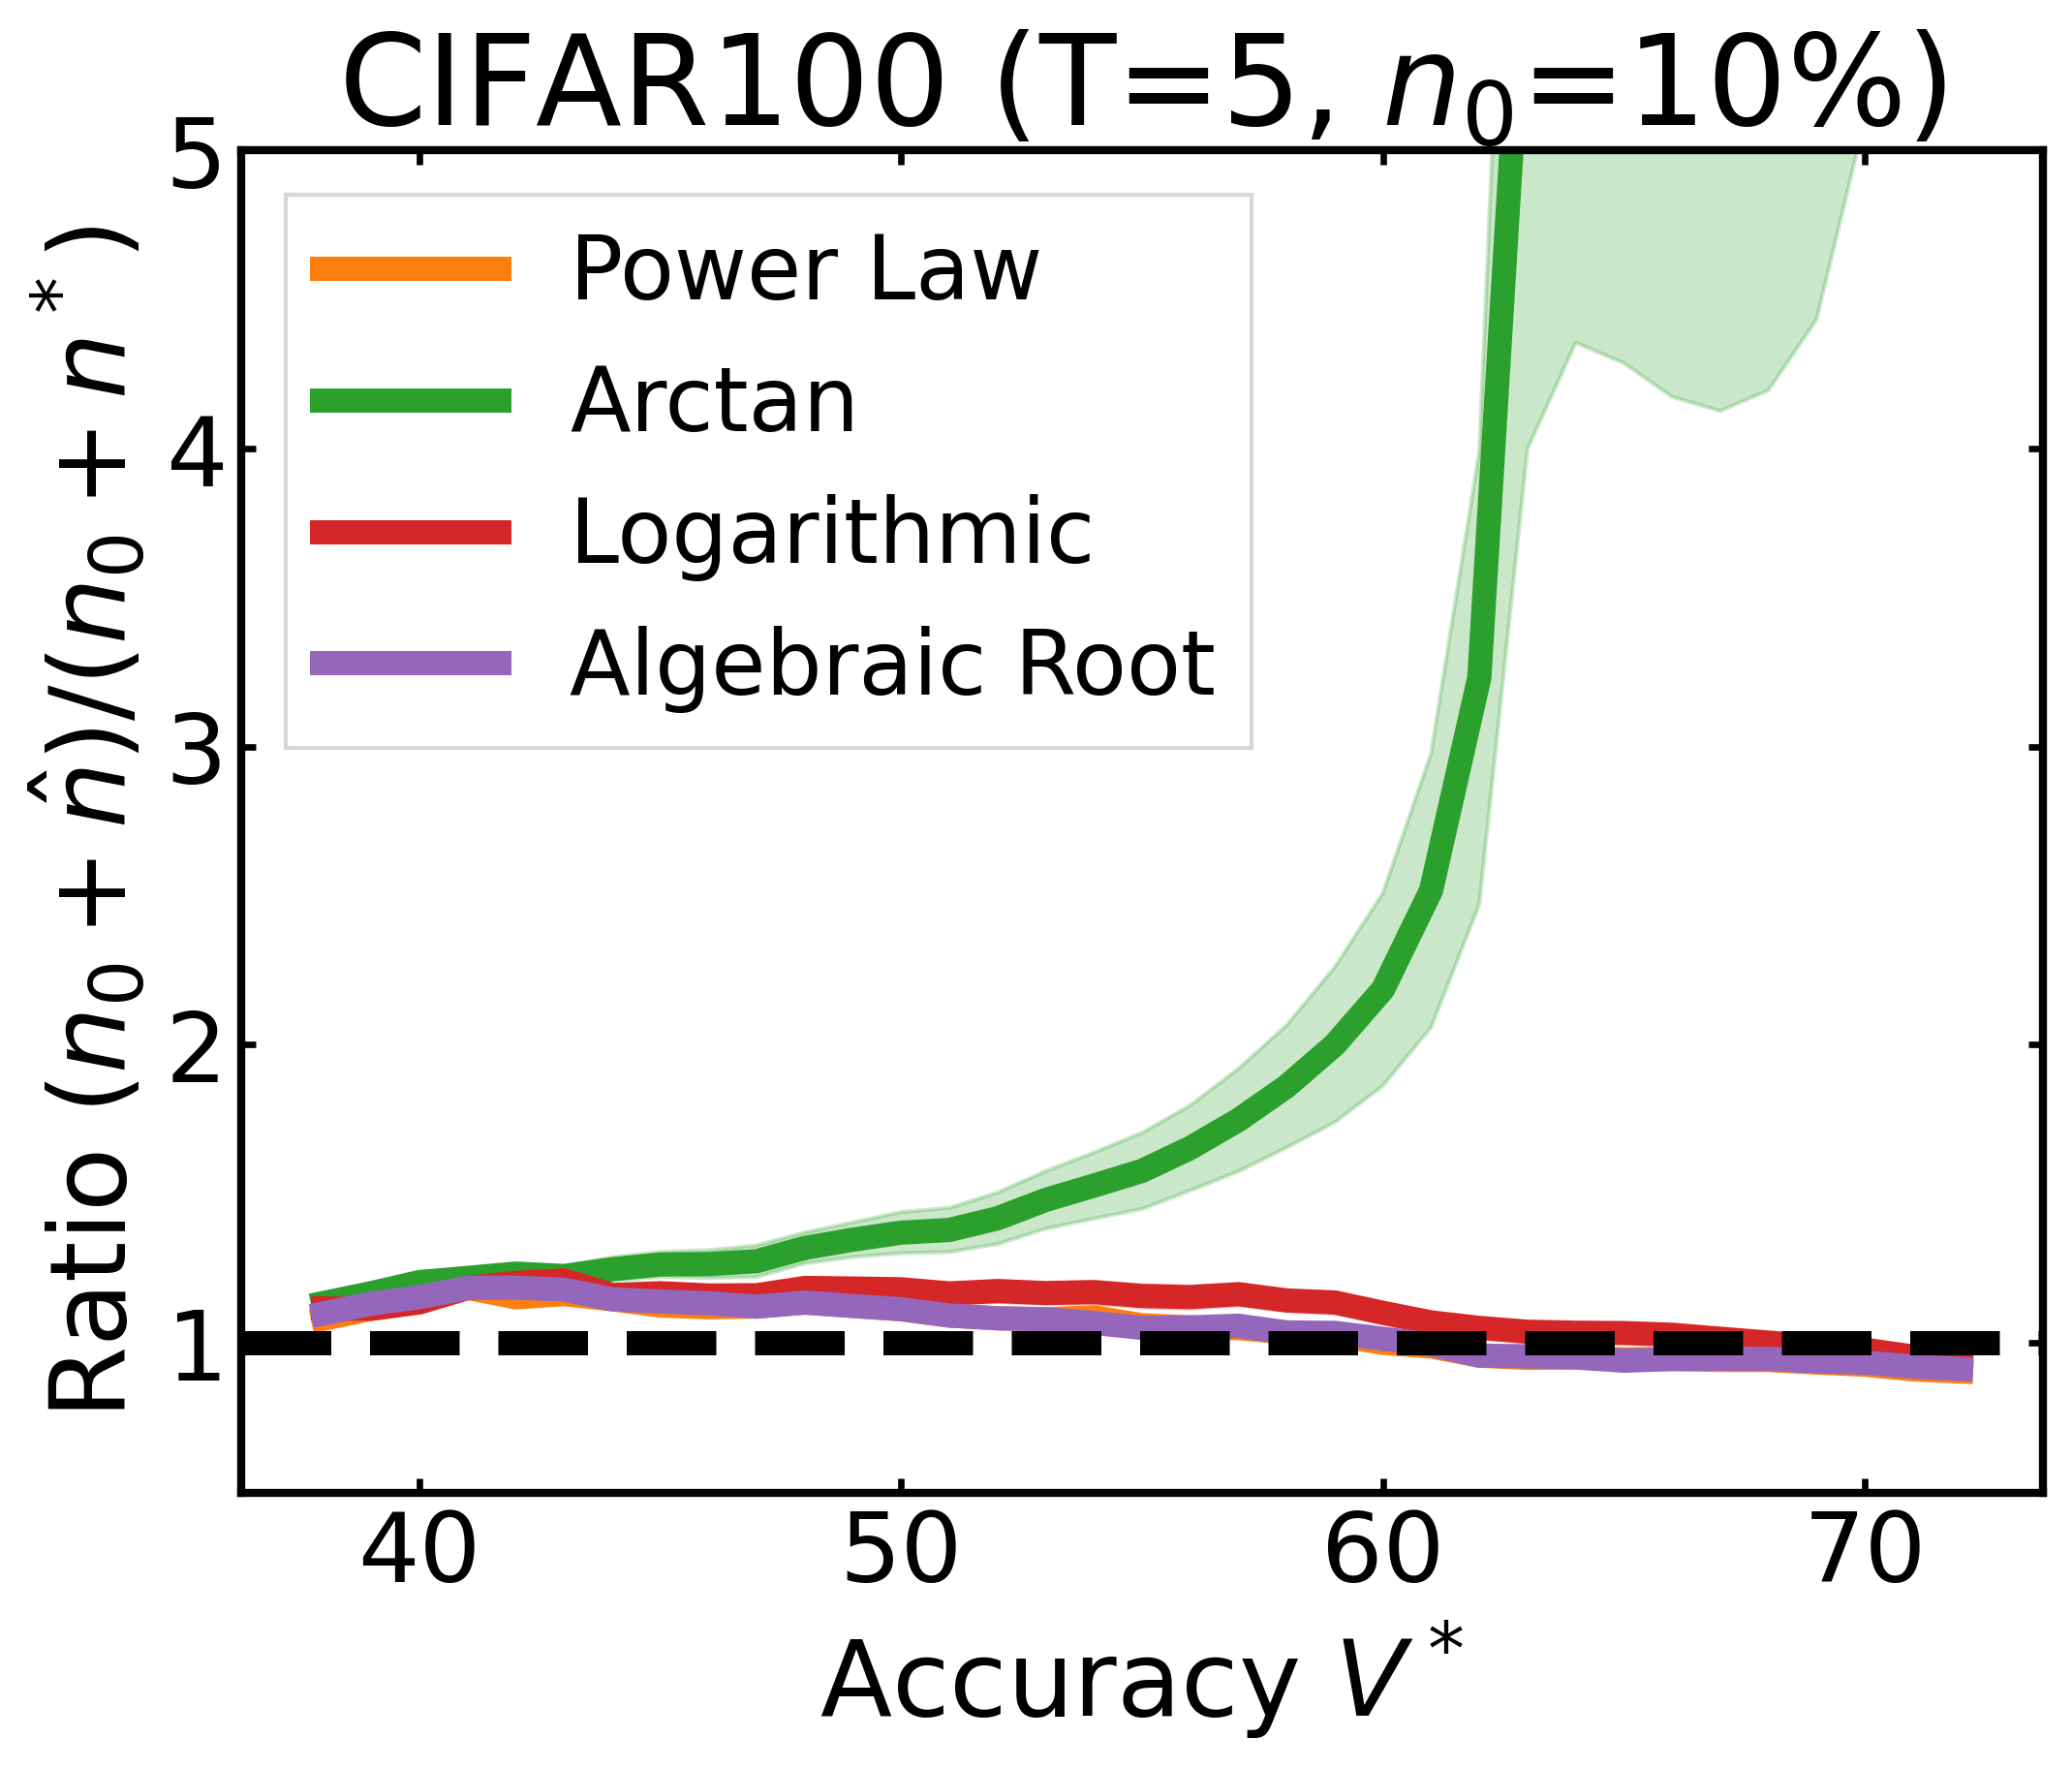 CIFAR100 (T=5, n₀=10%)
Ratio (n₀ + n̂)/(n₀ + n*)
5
4
3
2
1
Power Law
Arctan
Logarithmic
Algebraic Root
40 50 60 70
Accuracy V*